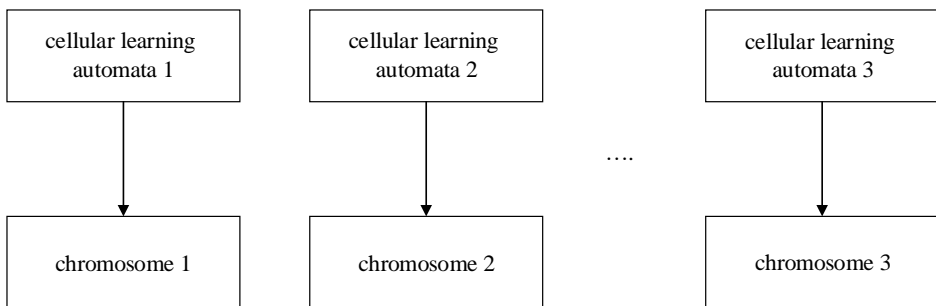 cellular learning
automata 1
cellular learning
automata 2
cellular learning
automata 3
....
chromosome 1
chromosome 2
chromosome 3